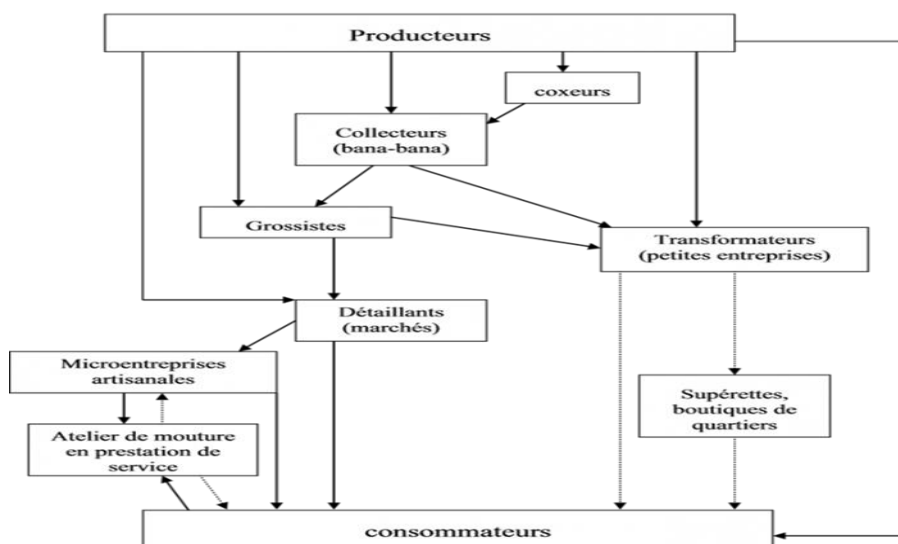 Producteurs
coxeurs
Collecteurs
(bana-bana)
Grossistes
Transformateurs
(petites entreprises)
Détaillants
(marchés)
Microentreprises
artisanales
Supérettes,
boutiques de
quartiers
Atelier de mouture
en prestation de
service
consommateurs